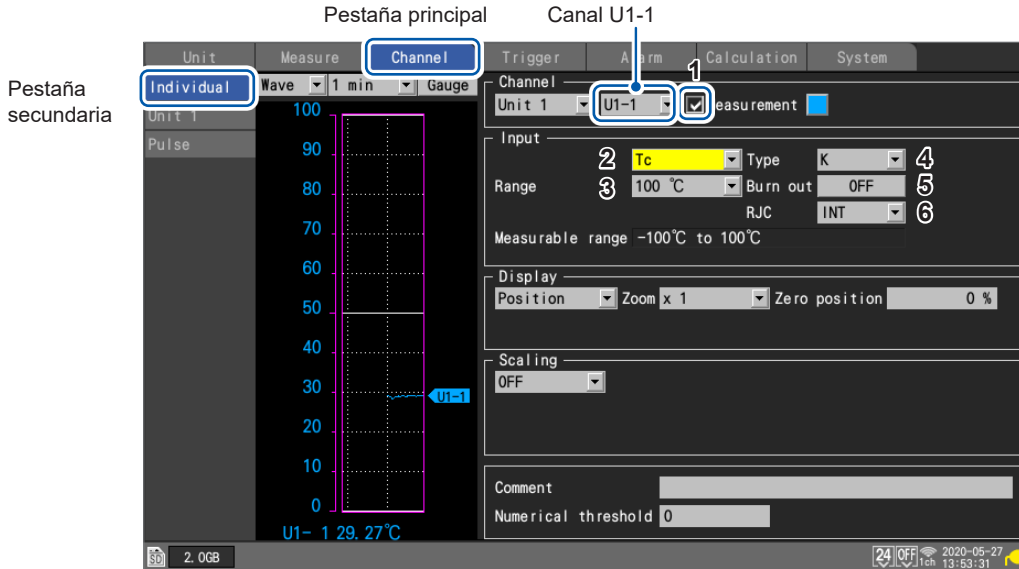 Pestaña principal
Canal U1-1
Pestaña
secundaria
Unit Measure Channel Trigger Alarm Calculation System
Individual
Unit 1
Pulse
Wave 1 min Gauge
100
90
80
70
60
50
40
30
20
10
0
U1-1
U1- 1 29. 27℃
Channel
1
Unit 1 U1-1 Measurement
Input
2 Tc Type K 4
Range 3 100 ℃ Burn out OFF 5
RJC INT 6
Measurable range -100℃ to 100℃
Display
Position Zoom x 1 Zero position 0 %
Scaling
OFF
Comment
Numerical threshold 0
SD 2. 0GB
24 OFF 1ch 2020-05-27
13:53:31